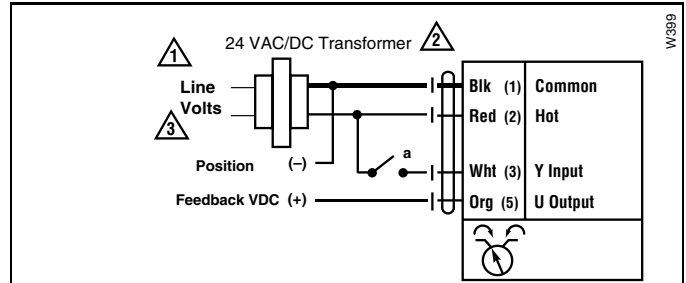 24 VAC/DC Transformer
1
2
3
Line
Volts
Position (–)
Feedback VDC (+)
a
Blk (1) Common
Red (2) Hot
Wht (3) Y Input
Org (5) U Output
W399